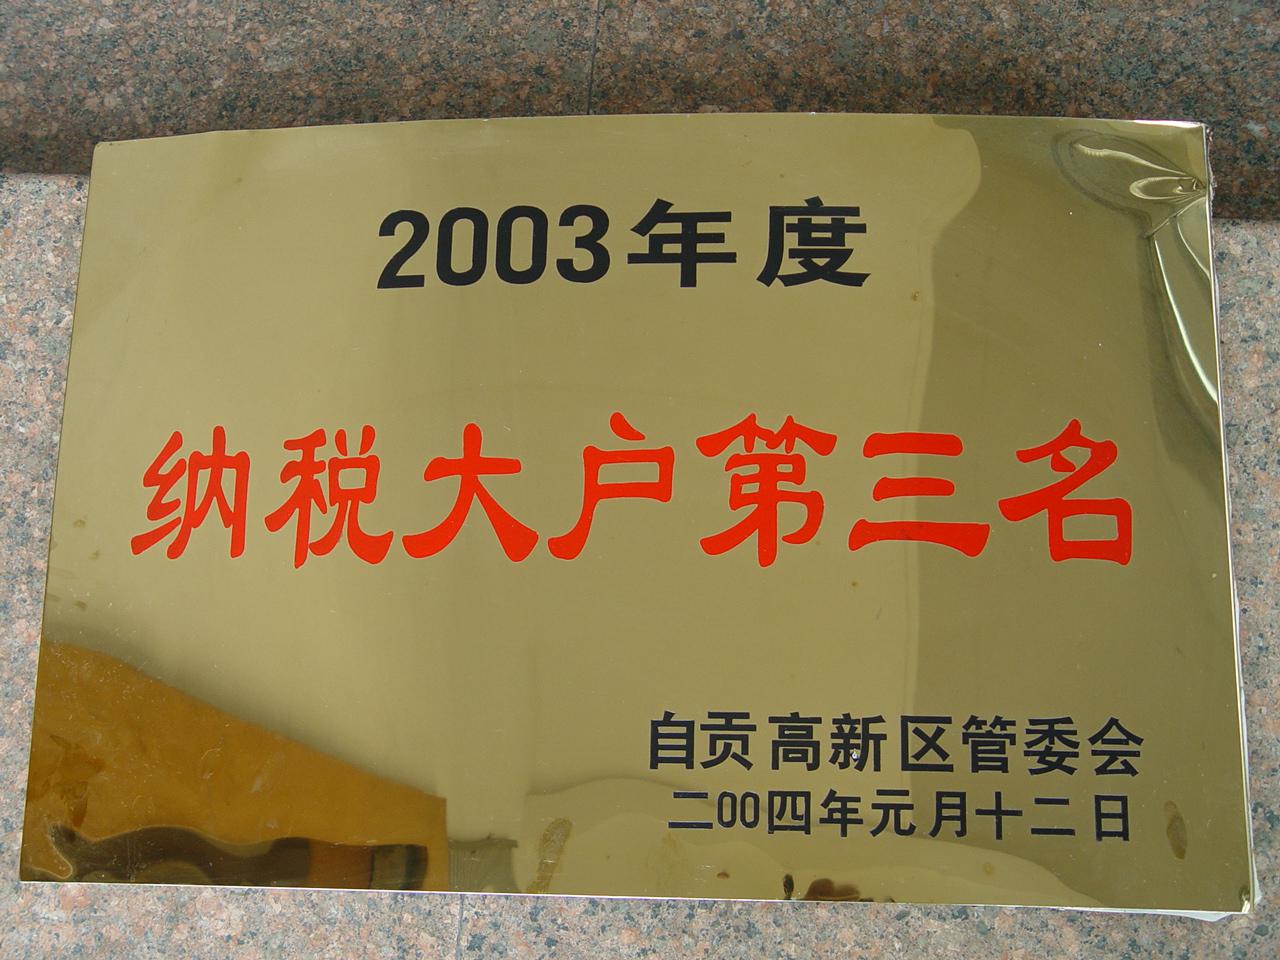 2003年度
纳税大户第三名
自贡高新区管委会
二00四年元月十二日